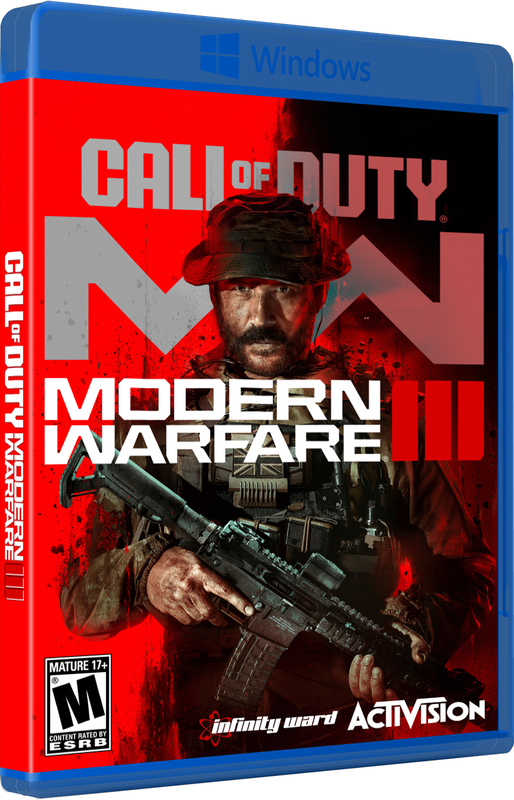 Windows
CALL OF DUTY®
MW
MODERN
WARFARE® III
CALL OF DUTY MODERN WARFARE III
MATURE 17+
M®
CONTENT RATED BY
ESRB
infinity ward
ACTIVISION